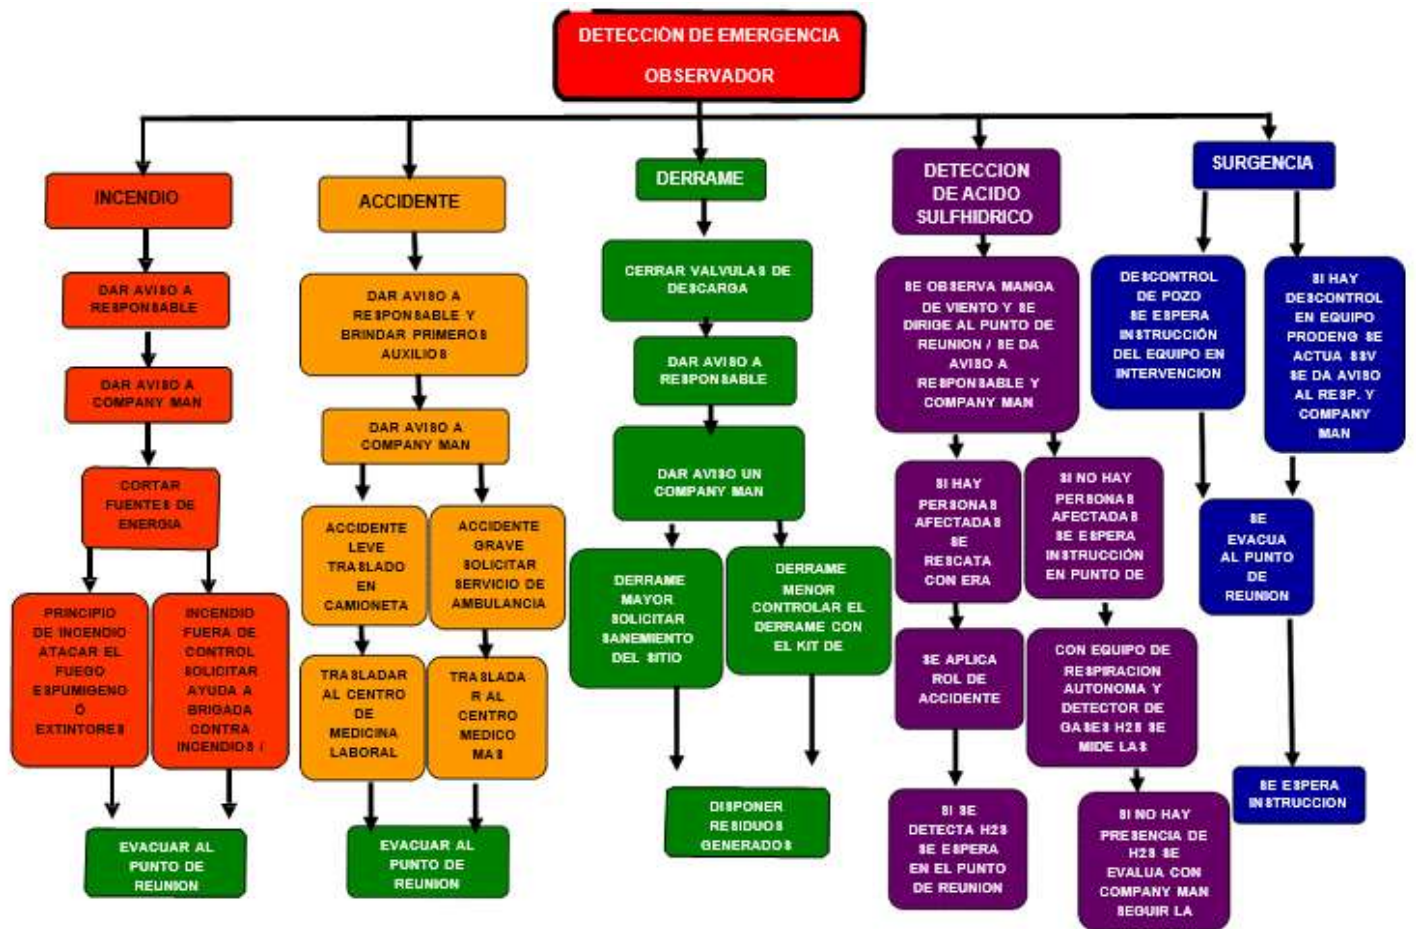 DETECCIÓN DE EMERGENCIA
OBSERVADOR
INCENDIO
DAR AVISO A
RESPONSABLE
DAR AVISO A
COMPANY MAN
CORTAR
FUENTES DE
ENERGIA
PRINCIPIO
DE INCENDIO
ATACAR EL
FUEGO
ESPUMIGENO
Ó
EXTINTORES
INCENDIO
FUERA DE
CONTROL
SOLICITAR
AYUDA A
BRIGADA
CONTRA
INCENDIOS /
EVACUAR AL
PUNTO DE
REUNION
ACCIDENTE
DAR AVISO A
RESPONSABLE Y
BRINDAR PRIMEROS
AUXILIOS
DAR AVISO A
COMPANY MAN
ACCIDENTE
LEVE
TRASLADO
EN
CAMIONETA
ACCIDENTE
GRAVE
SOLICITAR
SERVICIO DE
AMBULANCIA
TRASLADAR
AL CENTRO
DE
MEDICINA
LABORAL
TRASLADA
R AL
CENTRO
MEDICO
MAS
EVACUAR AL
PUNTO DE
REUNION
DERRAME
CERRAR VALVULAS DE
DESCARGA
DAR AVISO A
RESPONSABLE
DAR AVISO UN
COMPANY MAN
DERRAME
MAYOR
SOLICITAR
SANEMIENTO
DEL SITIO
DERRAME
MENOR
CONTROLAR EL
DERRAME CON
EL KIT DE
DISPONER
RESIDUOS
GENERADOS
DETECCION
DE ACIDO
SULFHIDRICO
SE OBSERVA MANGA
DE VIENTO Y SE
DIRIGE AL PUNTO DE
REUNION / SE DA
AVISO A
RESPONSABLE Y
COMPANY MAN
SI HAY
PERSONAS
AFECTADAS
SE
RESCATA
CON ERA
SI NO HAY
PERSONAS
AFECTADAS
SE ESPERA
INSTRUCCIÓN
EN PUNTO DE
SE APLICA
ROL DE
ACCIDENTE
CON EQUIPO DE
RESPIRACION
AUTONOMA Y
DETECTOR DE
GASES H2S SE
MIDE LAS
SI SE
DETECTA H2S
SE ESPERA
EN EL PUNTO
DE REUNION
SI NO HAY
PRESENCIA DE
H2S SE
EVALUA CON
COMPANY MAN
SEGUIR LA
SURGENCIA
DESCONTROL
DE POZO
SE ESPERA
INSTRUCCIÓN
DEL EQUIPO EN
INTERVENCION
SI HAY
DESCONTROL
EN EQUIPO
PRODENG SE
ACTUA SSV
SE DA AVISO
AL RESP. Y
COMPANY
MAN
SE
EVACUA
AL PUNTO
DE
REUNION
SE ESPERA
INSTRUCCION